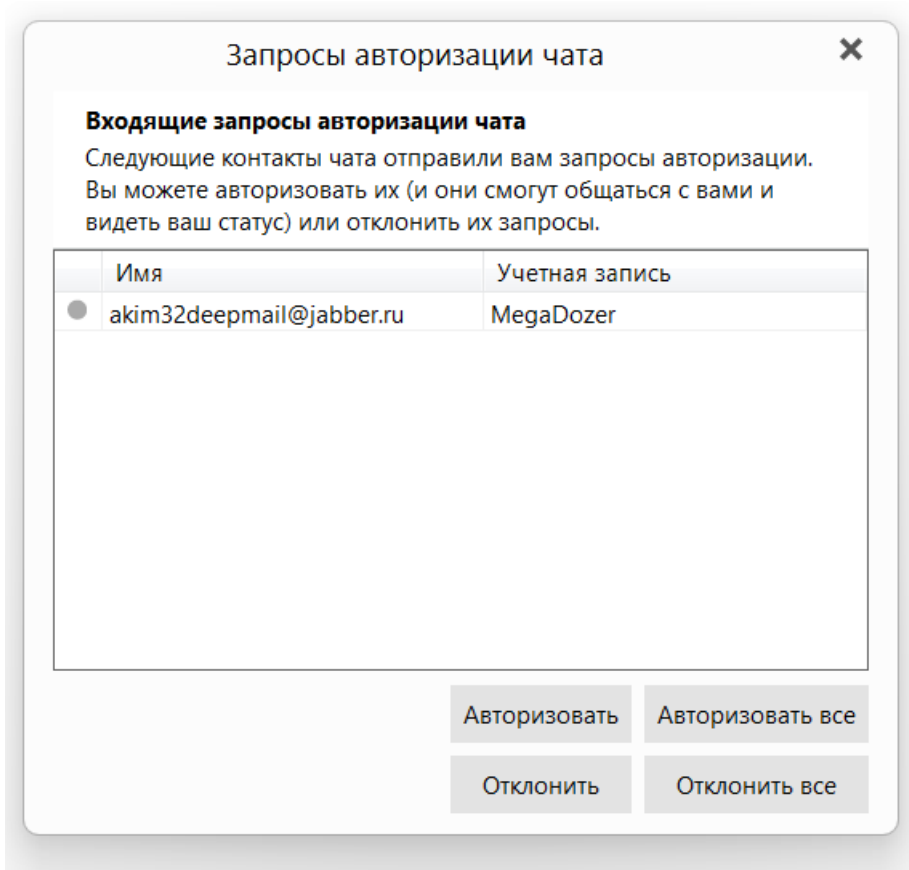 Запросы авторизации чата
Входящие запросы авторизации чата
Следующие контакты чата отправили вам запросы авторизации.
Вы можете авторизовать их (и они смогут общаться с вами и
видеть ваш статус) или отклонить их запросы.
Имя Учетная запись
akim32deepmail@jabber.ru MegaDozer
Авторизовать Авторизовать все
Отклонить Отклонить все